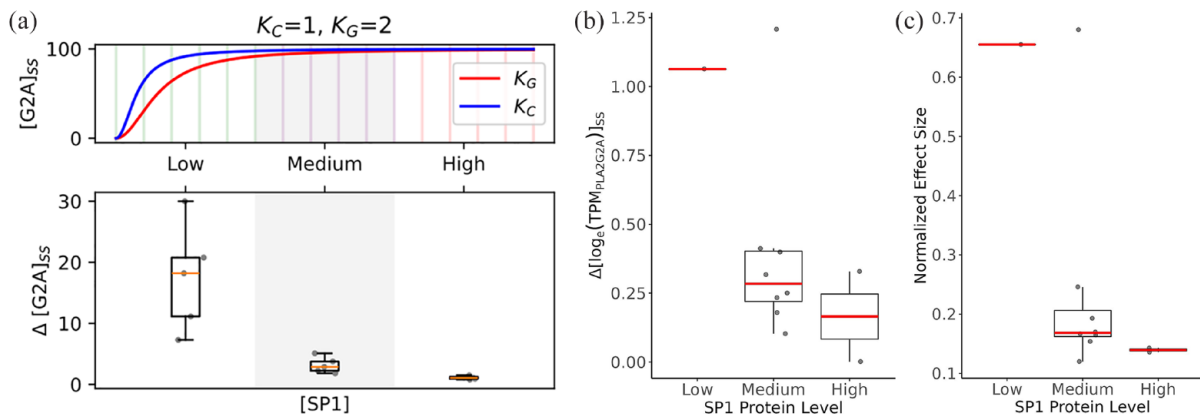 (a)
K_C=1, K_G=2
[G2A]_SS
100
0
K_G
K_C
Low Medium High
Δ [G2A]_SS
30
20
10
0
[SP1]
(b)
Δ[log_e(TPM_PLA2G2A)]_SS
1.25
1.00
0.75
0.50
0.25
0.00
Low Medium High
SP1 Protein Level
(c)
Normalized Effect Size
0.7
0.6
0.5
0.4
0.3
0.2
0.1
Low Medium High
SP1 Protein Level